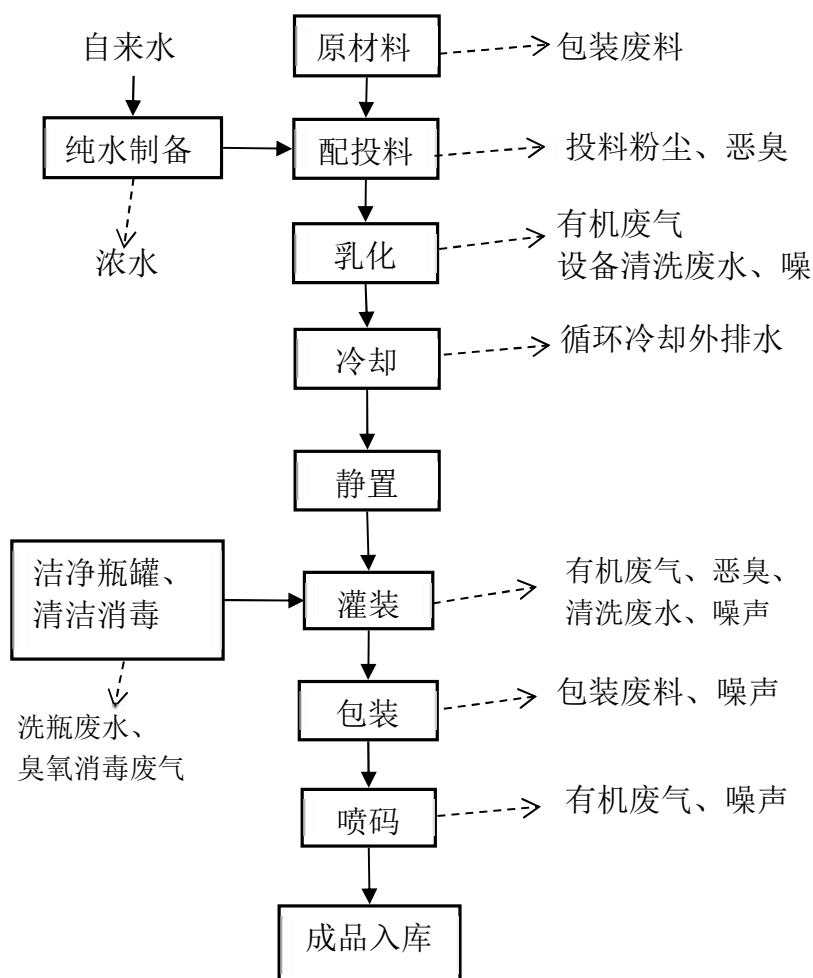 自来水
原材料
包装废料
纯水制备
配投料
投料粉尘、恶臭
浓水
乳化
有机废气
设备清洗废水、噪
冷却
循环冷却外排水
静置
洁净瓶罐、
清洁消毒
灌装
有机废气、恶臭、
清洗废水、噪声
洗瓶废水、
臭氧消毒废气
包装
包装废料、噪声
喷码
有机废气、噪声
成品入库